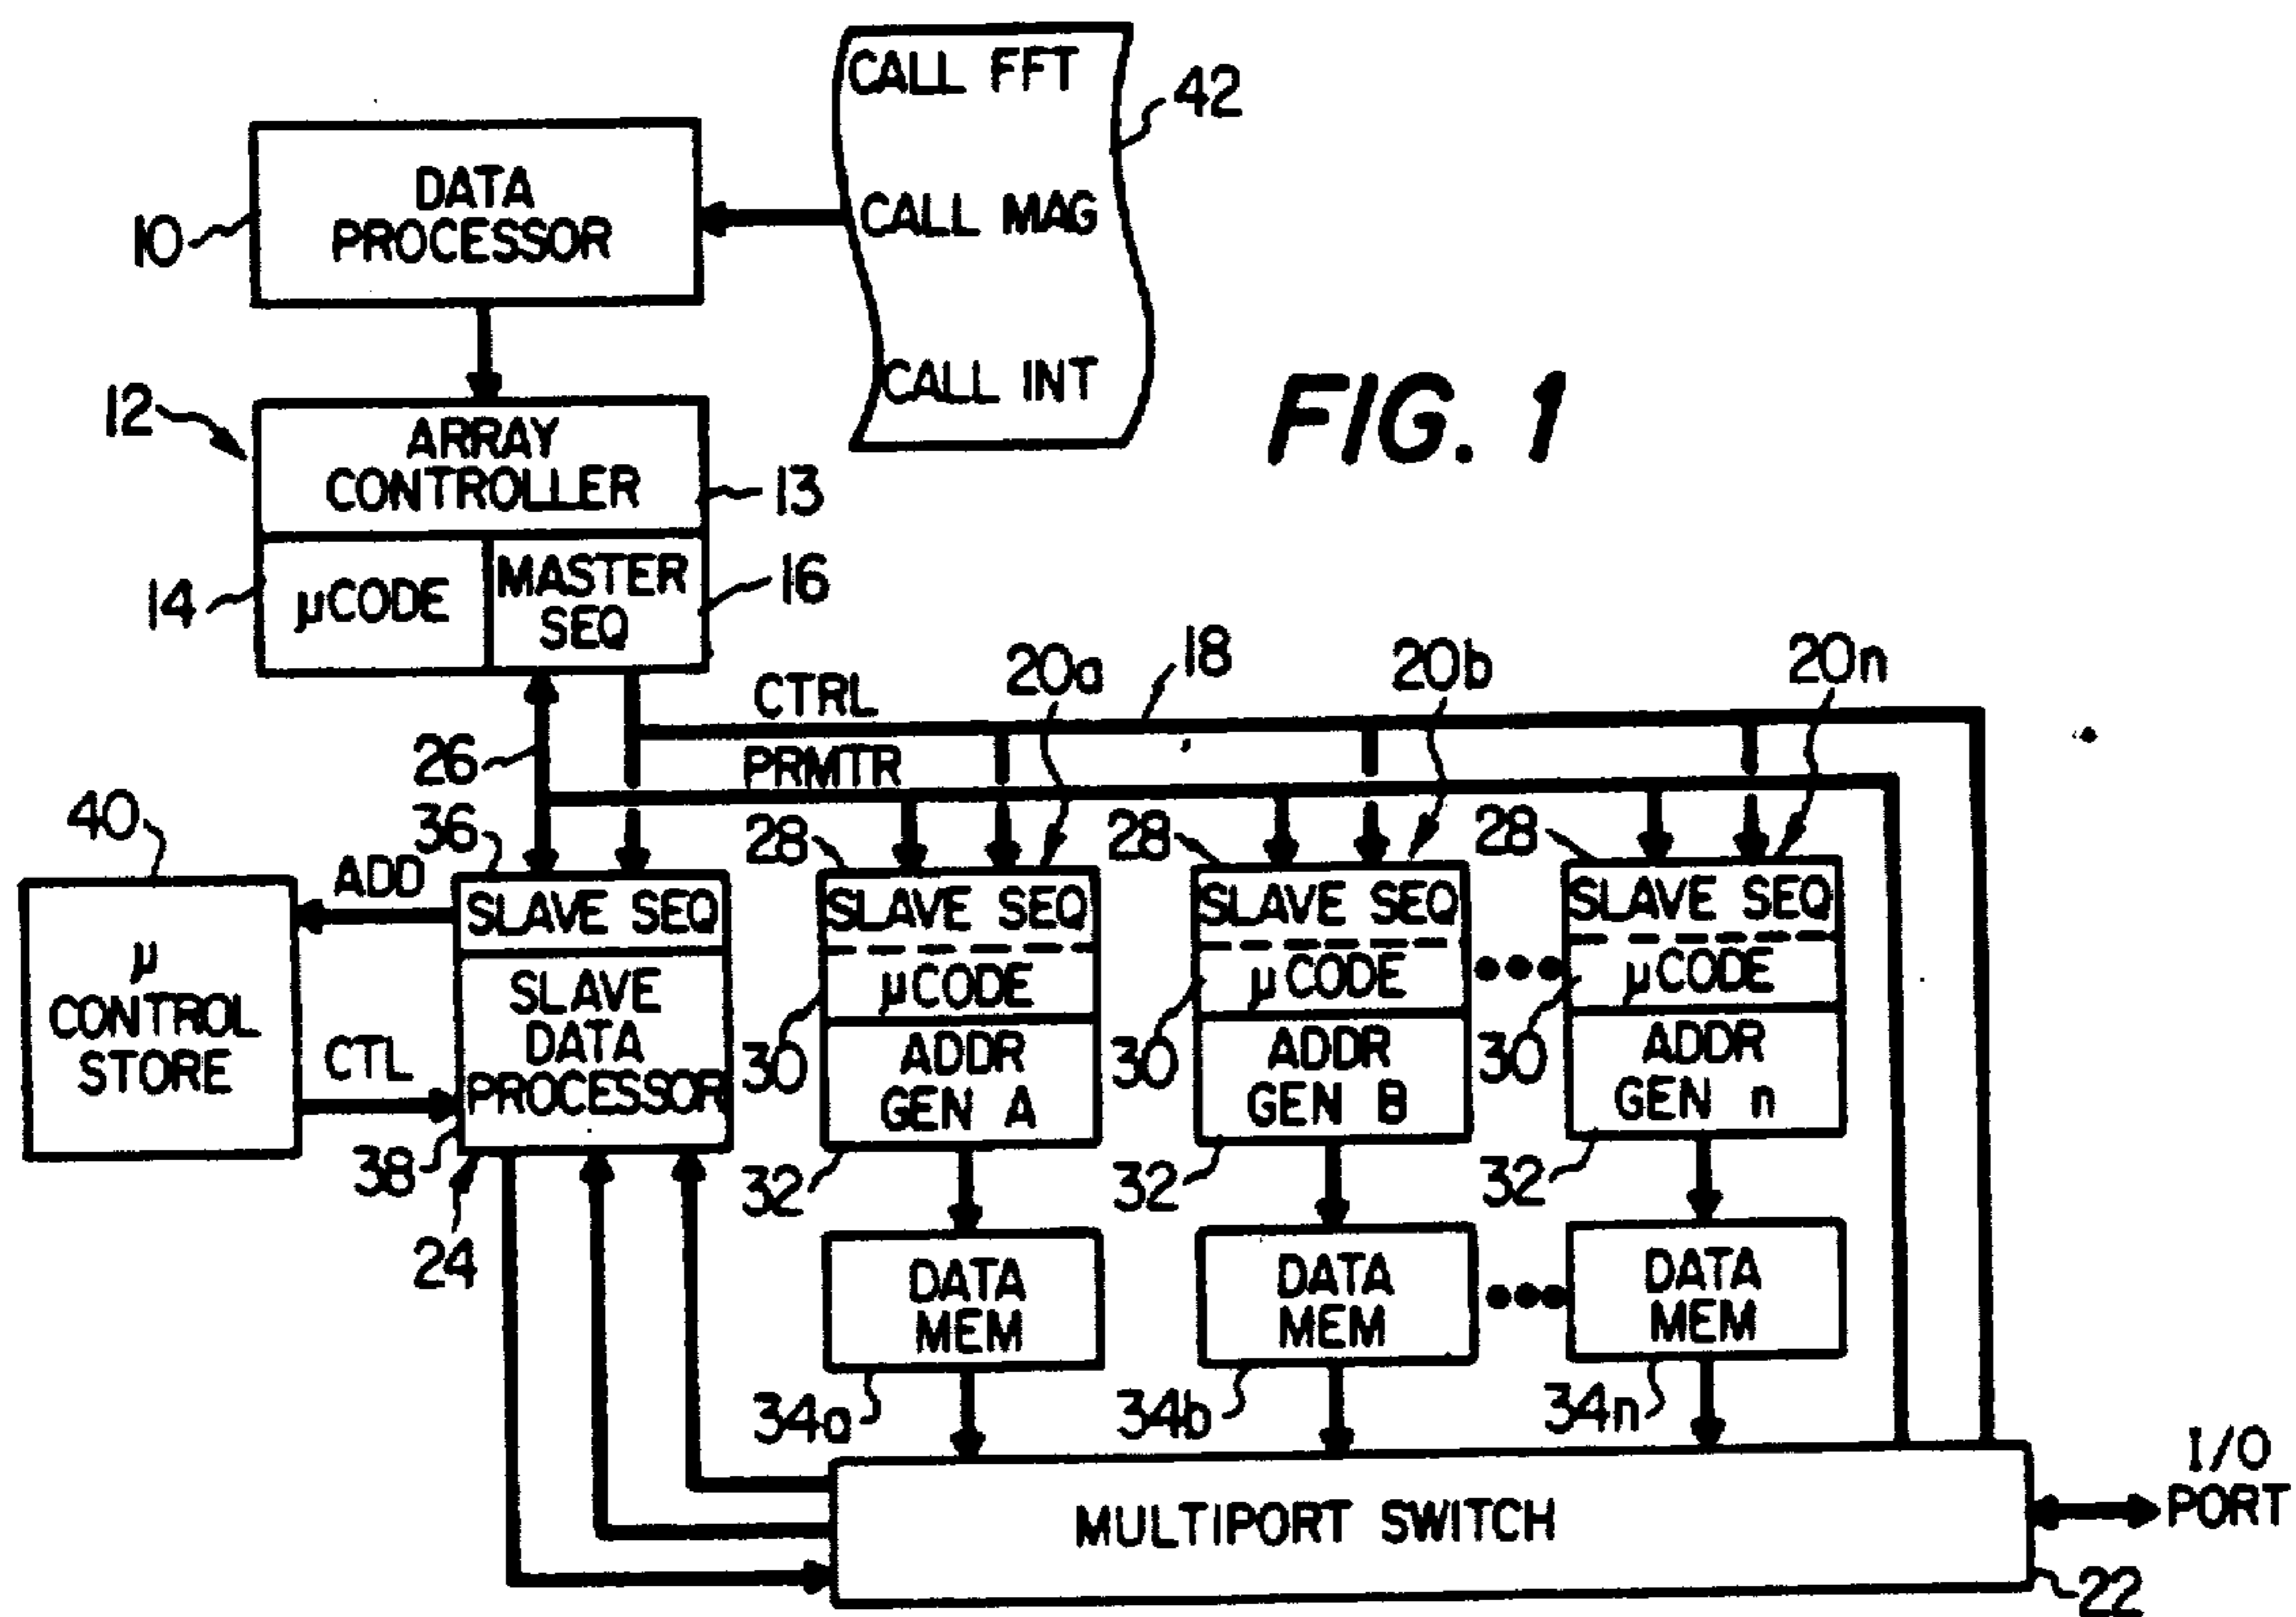 CALL FFT
42
CALL MAG
CALL INT
DATA
PROCESSOR
10
FIG. 1
12
ARRAY
CONTROLLER
13
14
µCODE
MASTER
SEQ
16
CTRL
18
20a
20b
20n
26
PRMTR
40
36
ADD
28
28
28
µ
CONTROL
STORE
CTL
SLAVE SEQ
SLAVE
DATA
PROCESSOR
38
24
SLAVE SEQ
µCODE
30
ADDR
GEN A
32
SLAVE SEQ
µCODE
30
ADDR
GEN B
32
SLAVE SEQ
µCODE
30
ADDR
GEN n
32
DATA
MEM
34a
DATA
MEM
34b
DATA
MEM
34n
MULTIPORT SWITCH
I/O
PORT
22